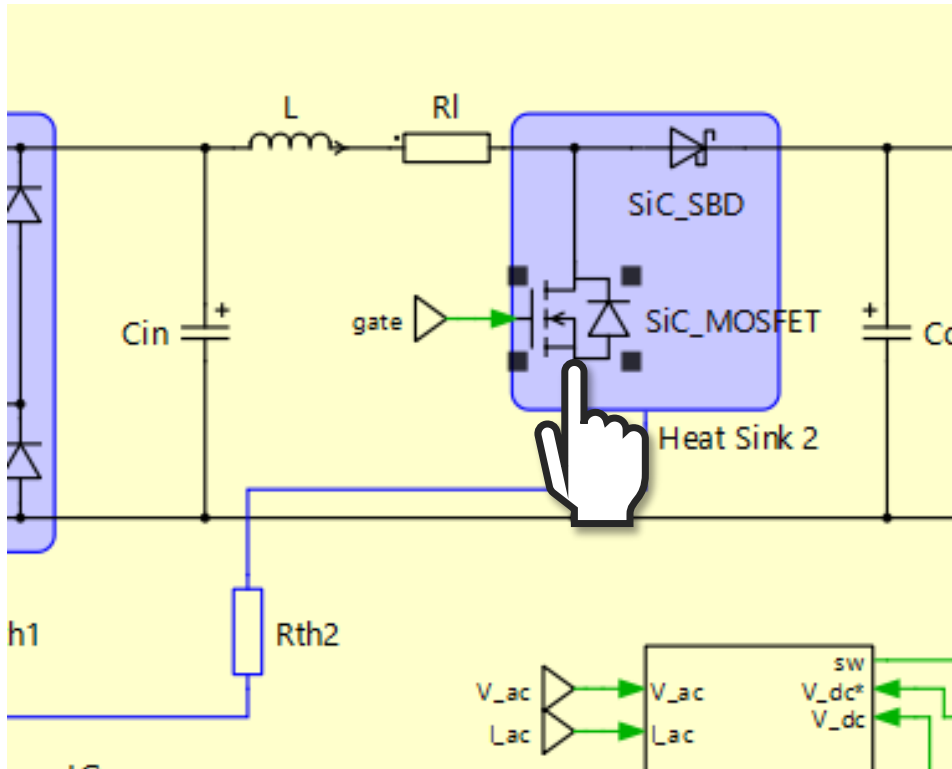 L
Rl
SiC_SBD
Cin
+
gate
SiC_MOSFET
+
Heat Sink 2
h1
Rth2
sw
V_ac
V_ac
V_dc*
V_dc
I_ac
I_ac